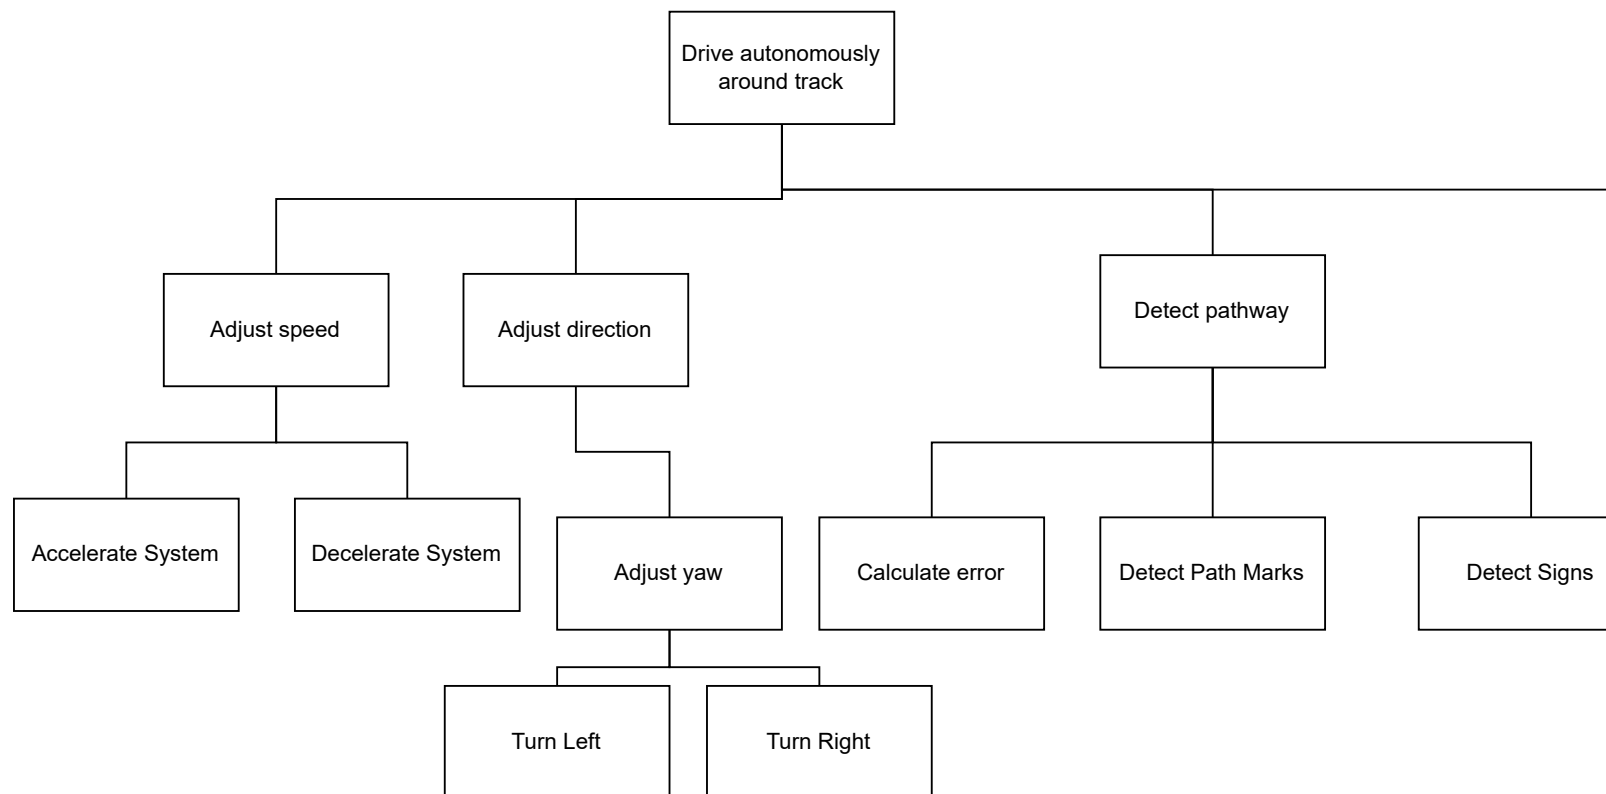 Drive autonomously
around track
Adjust speed
Adjust direction
Detect pathway
Accelerate System
Decelerate System
Adjust yaw
Calculate error
Detect Path Marks
Detect Signs
Turn Left
Turn Right